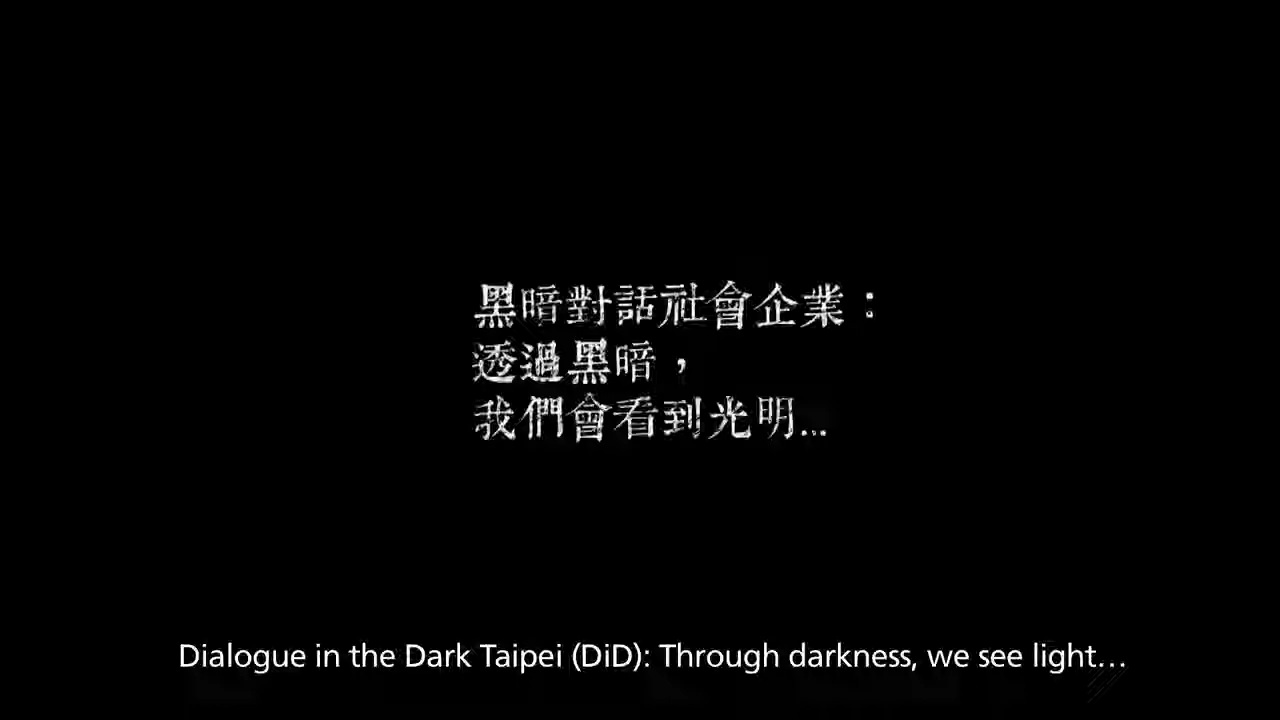 黑暗對話社會企業：
透過黑暗，
我們會看到光明...
Dialogue in the Dark Taipei (DiD): Through darkness, we see light…